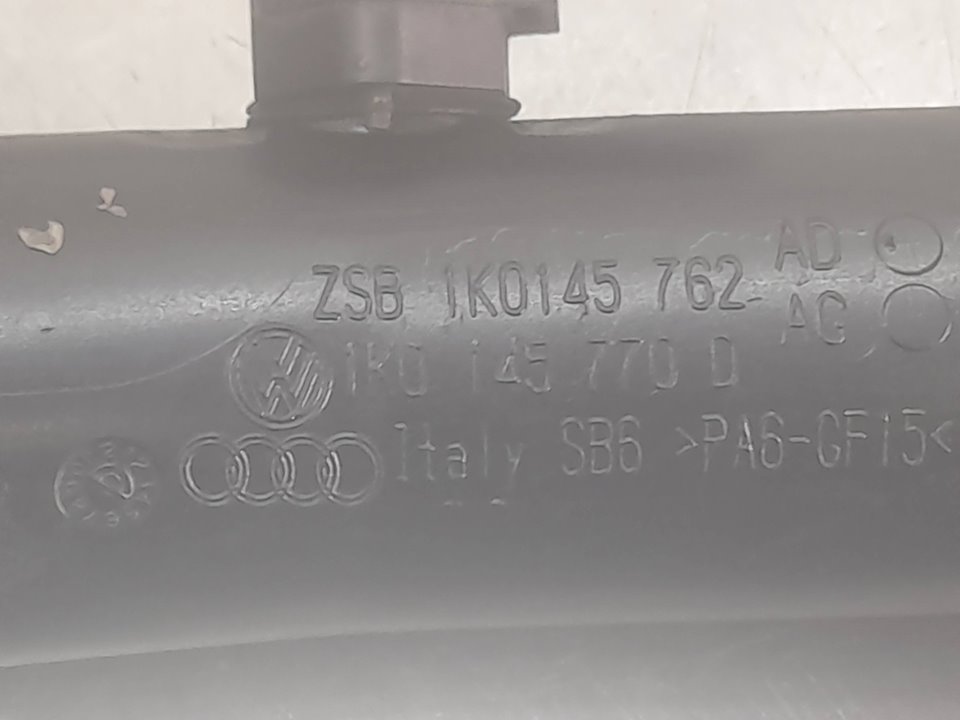 ZSB 1K0145 762 AD
AG
1K0 145 770 D
Italy SB6 >PA6-GF15<